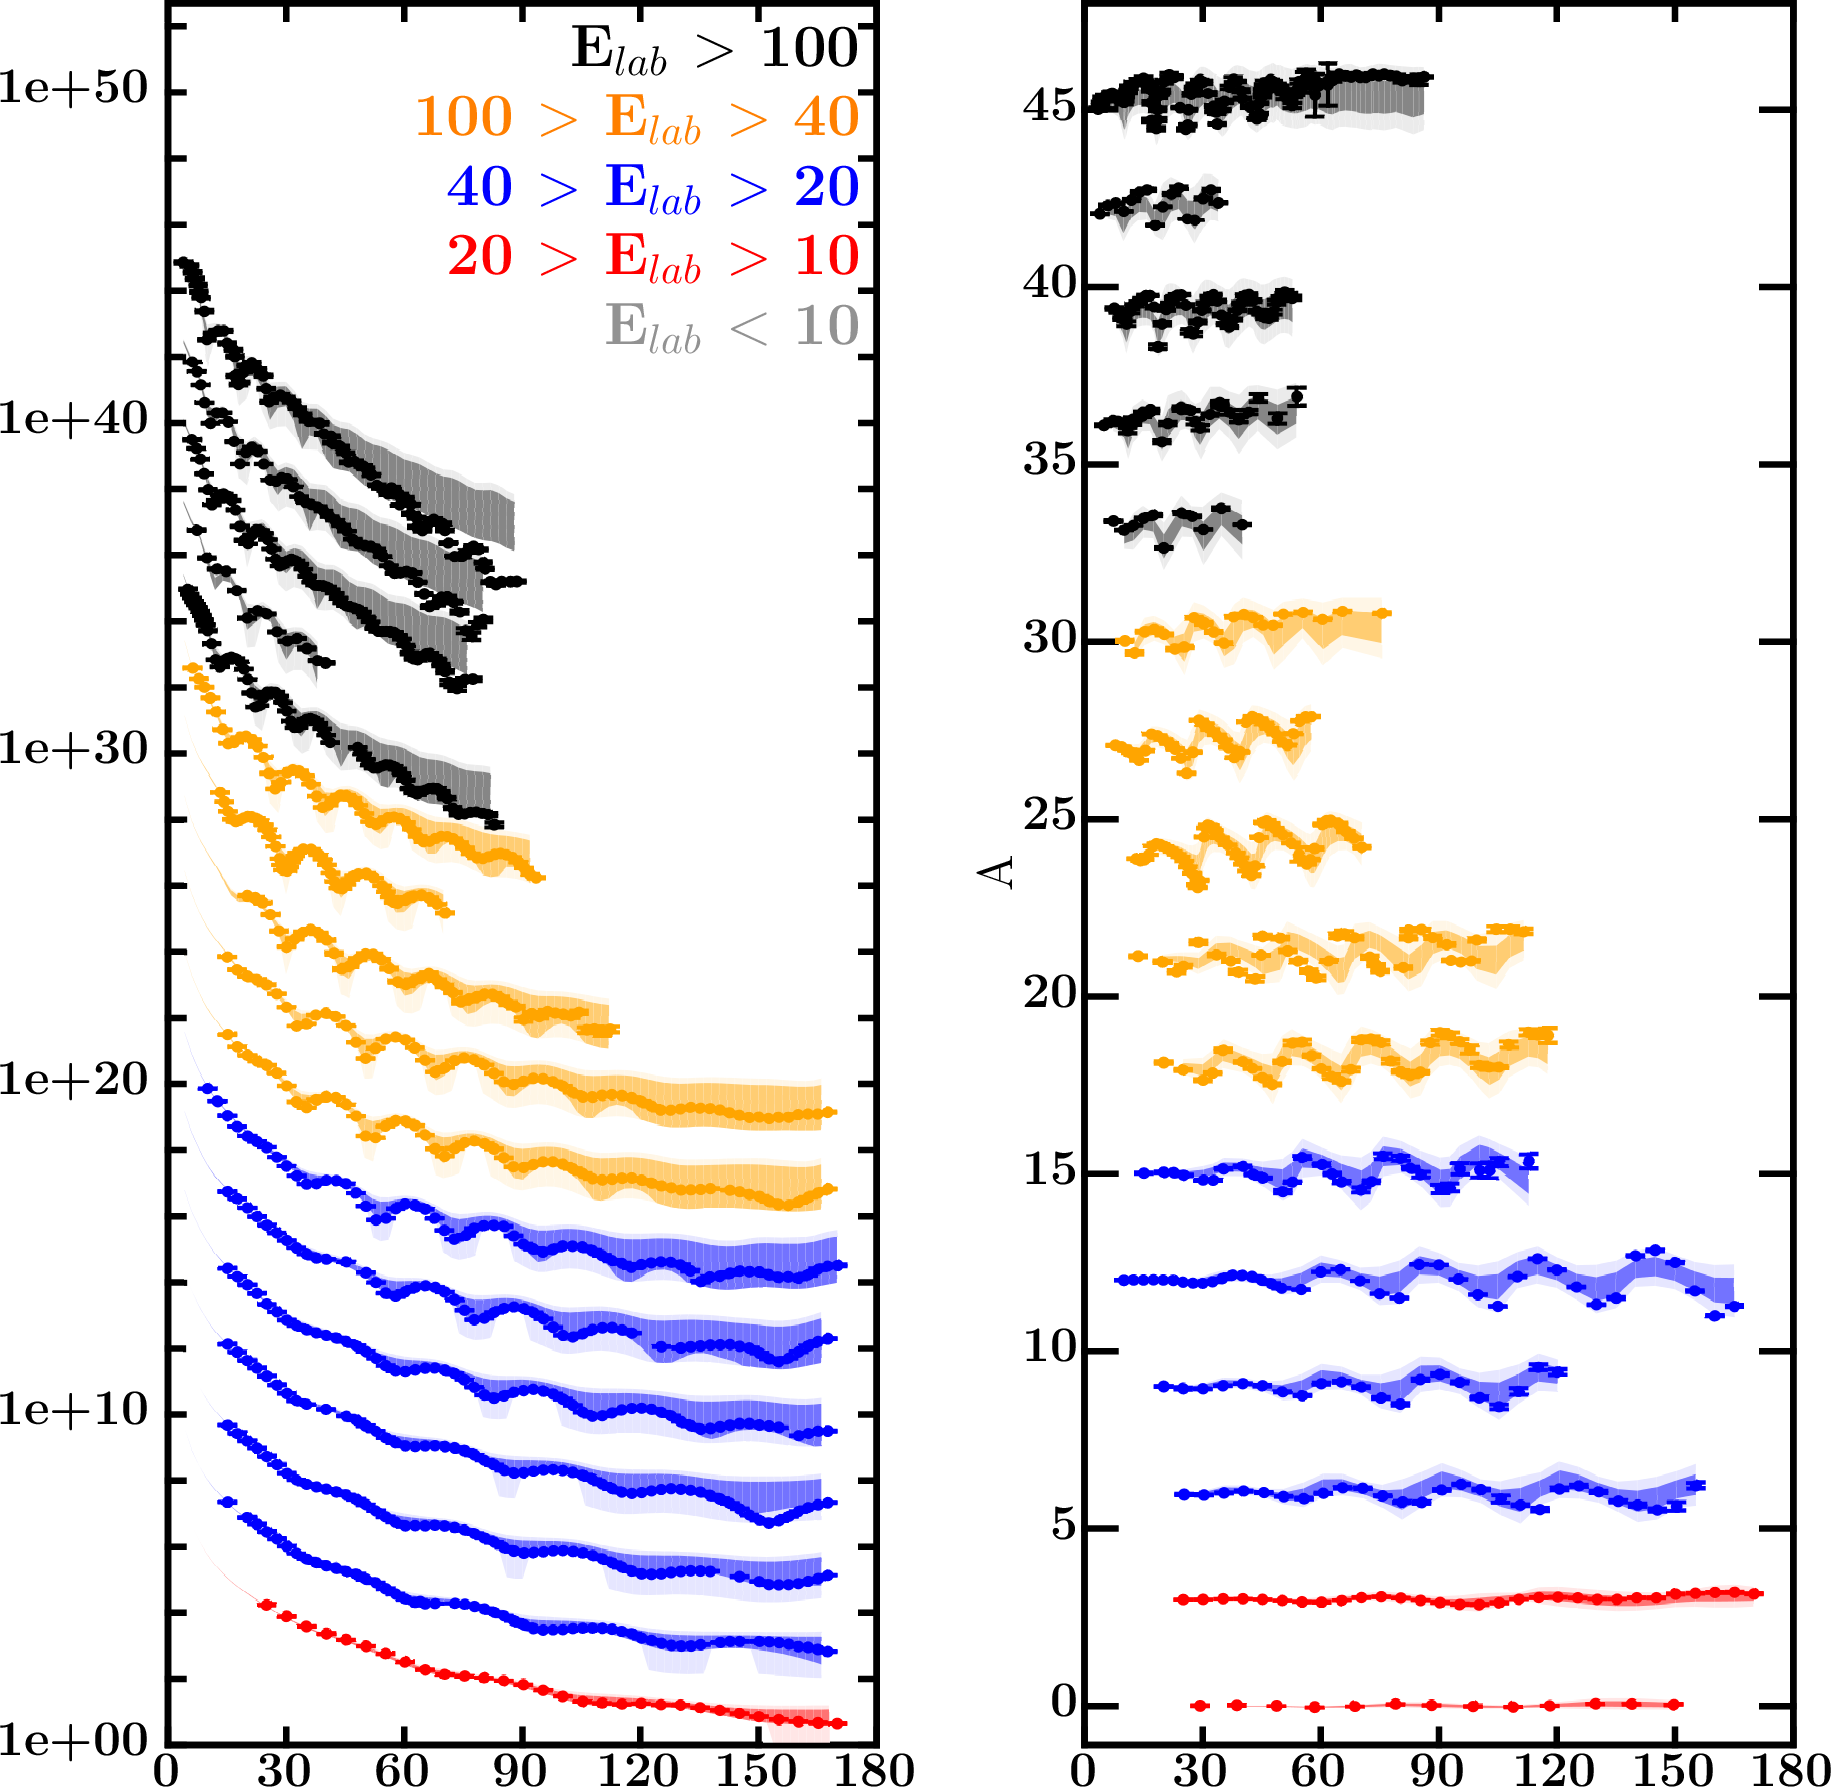 E_lab > 100
100 > E_lab > 40
40 > E_lab > 20
20 > E_lab > 10
E_lab < 10
1e+50
1e+40
1e+30
1e+20
1e+10
1e+00
0 30 60 90 120 150 180
A
45
40
35
30
25
20
15
10
5
0
0 30 60 90 120 150 180